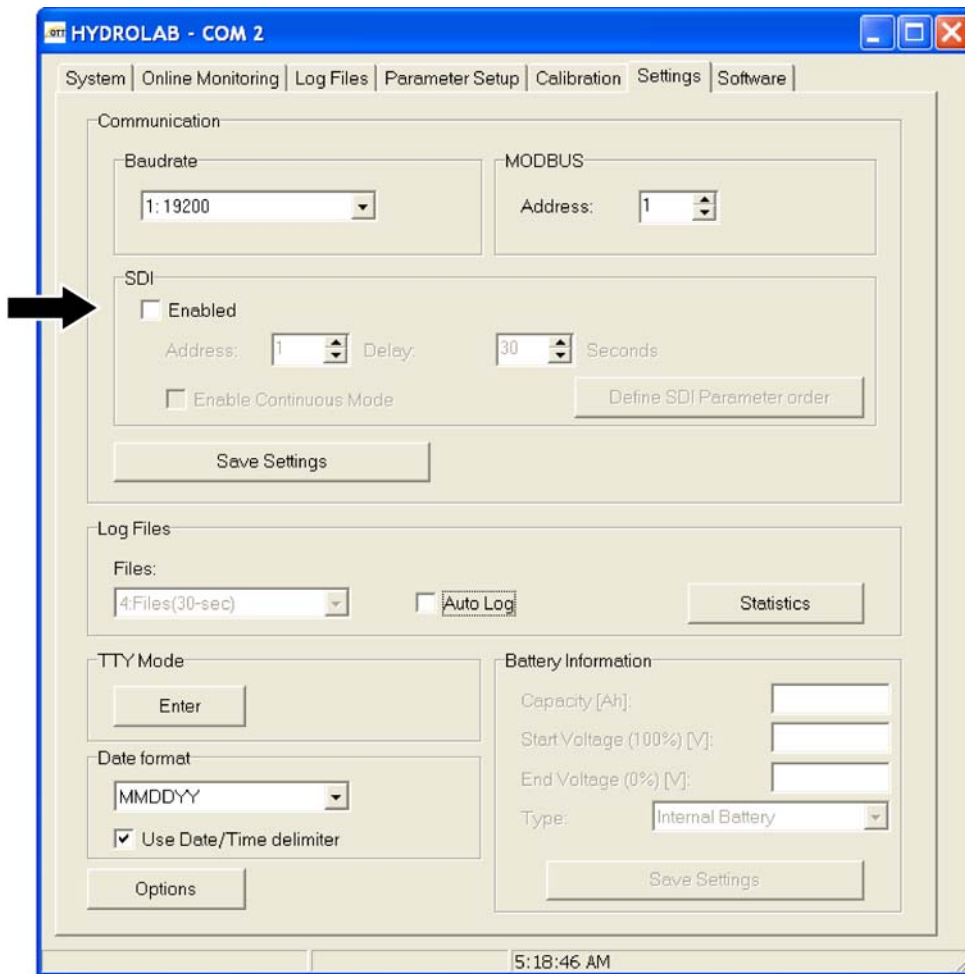 OTT HYDROLAB - COM 2
System Online Monitoring Log Files Parameter Setup Calibration Settings Software
Communication
Baudrate
1: 19200
MODBUS
Address: 1
SDI
Enabled
Address: 1 Delay: 30 Seconds
Enable Continuous Mode Define SDI Parameter order
Save Settings
Log Files
Files:
4:Files(30-sec) Auto Log Statistics
TTY Mode
Enter
Date format
MMDDYY
Use Date/Time delimiter
Options
Battery Information
Capacity [Ah]:
Start Voltage (100%) [V]:
End Voltage (0%) [V]:
Type: Internal Battery
Save Settings
5:18:46 AM